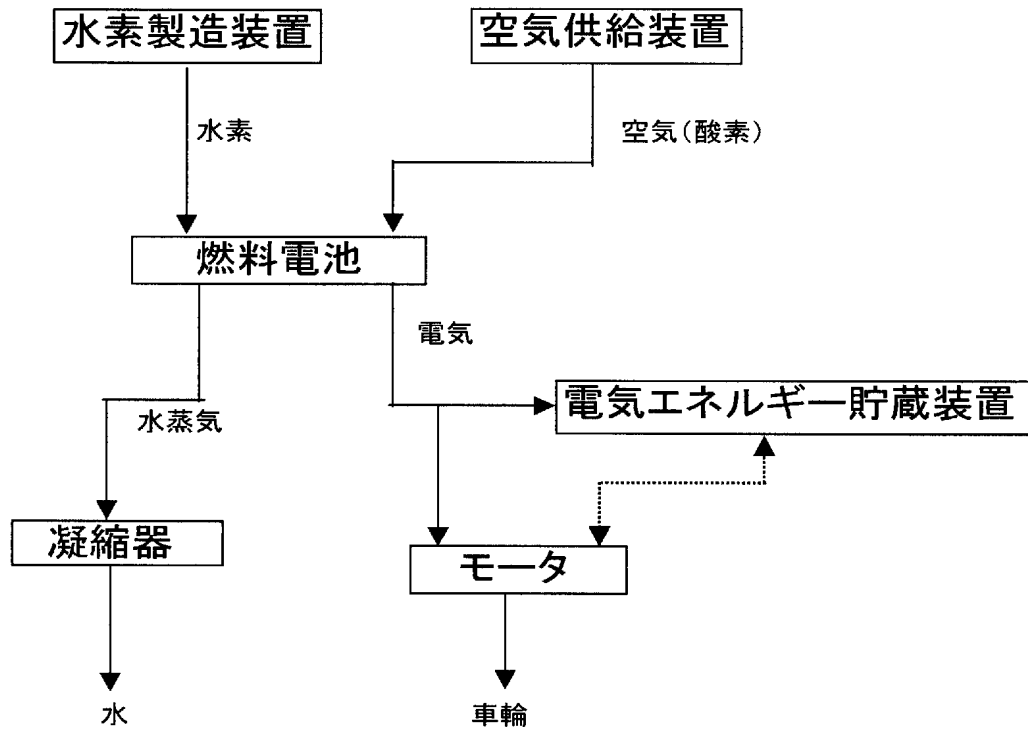 水素製造装置
空気供給装置
水素
空気(酸素)
燃料電池
電気
電気エネルギー貯蔵装置
水蒸気
凝縮器
モータ
水
車輪